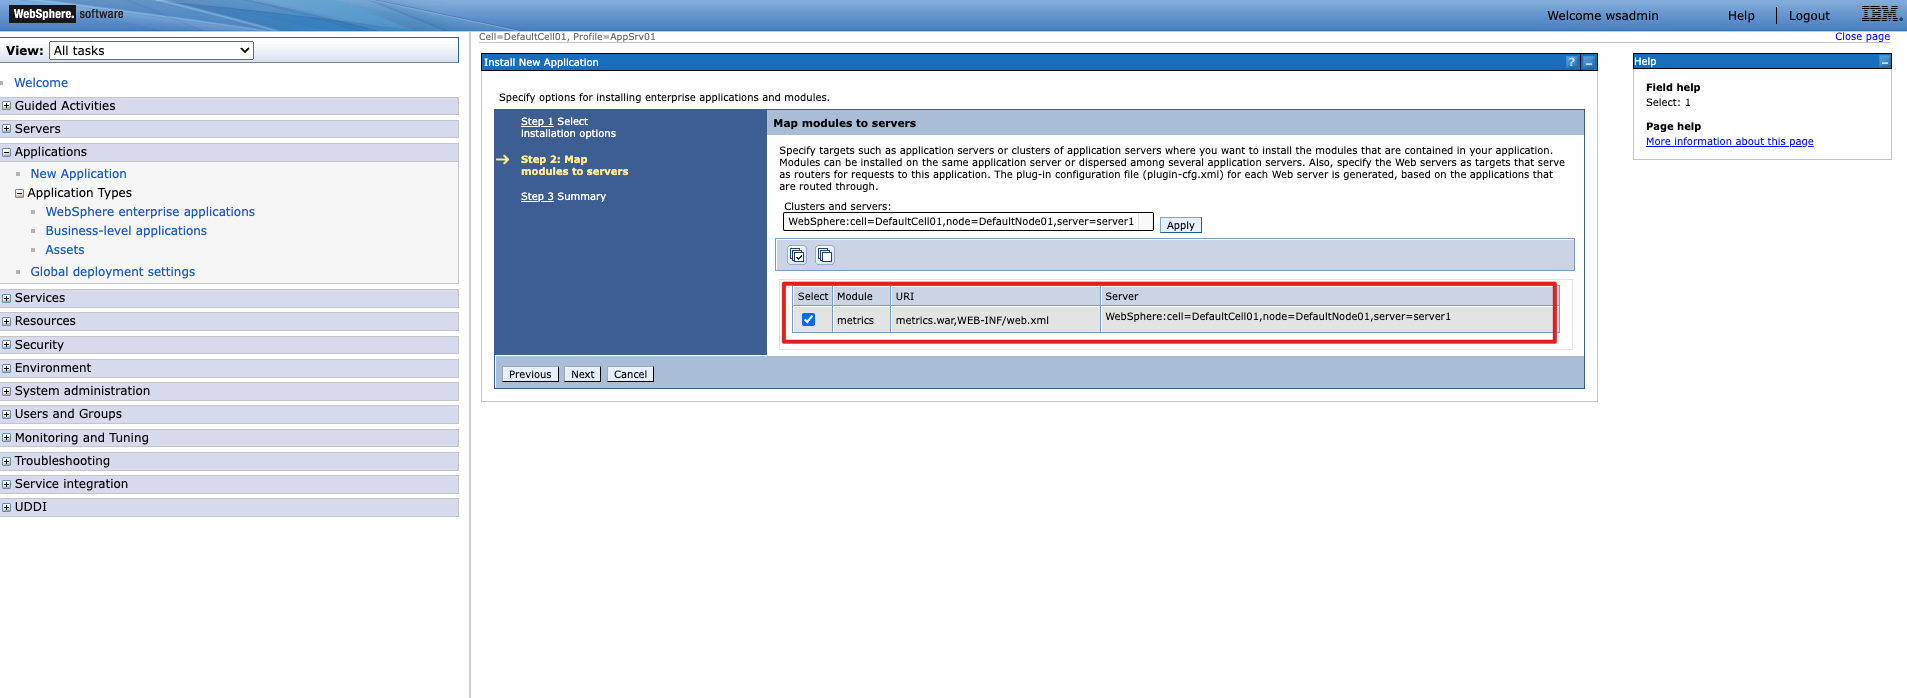 WebSphere. software
Welcome wsadmin
Help
Logout
IBM.
View: All tasks
Welcome
Guided Activities
Servers
Applications
New Application
Application Types
WebSphere enterprise applications
Business-level applications
Assets
Global deployment settings
Services
Resources
Security
Environment
System administration
Users and Groups
Monitoring and Tuning
Troubleshooting
Service integration
UDDI
Cell=DefaultCell01, Profile=AppSrv01
Close page
Install New Application
?
Specify options for installing enterprise applications and modules.
Step 1 Select
installation options
Step 2: Map
modules to servers
Step 3 Summary
Map modules to servers
Specify targets such as application servers or clusters of application servers where you want to install the modules that are contained in your application.
Modules can be installed on the same application server or dispersed among several application servers. Also, specify the Web servers as targets that serve
as routers for requests to this application. The plug-in configuration file (plugin-cfg.xml) for each Web server is generated, based on the applications that
are routed through.
Clusters and servers:
WebSphere:cell=DefaultCell01,node=DefaultNode01,server=server1
Apply
Select Module URI Server
metrics metrics.war,WEB-INF/web.xml WebSphere:cell=DefaultCell01,node=DefaultNode01,server=server1
Previous Next Cancel
Help
Field help
Select: 1
Page help
More information about this page